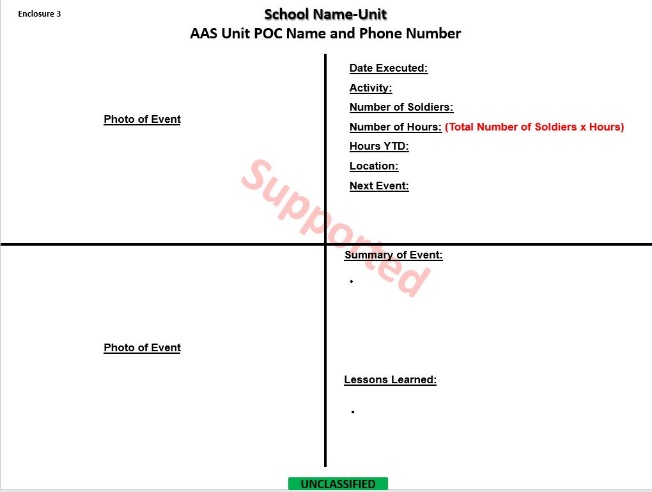 Enclosure 3
School Name-Unit
AAS Unit POC Name and Phone Number
Photo of Event
Date Executed:
Activity:
Number of Soldiers:
Number of Hours: (Total Number of Soldiers x Hours)
Hours YTD:
Location:
Next Event:
Supported
Photo of Event
Summary of Event:
•
Lessons Learned:
•
UNCLASSIFIED